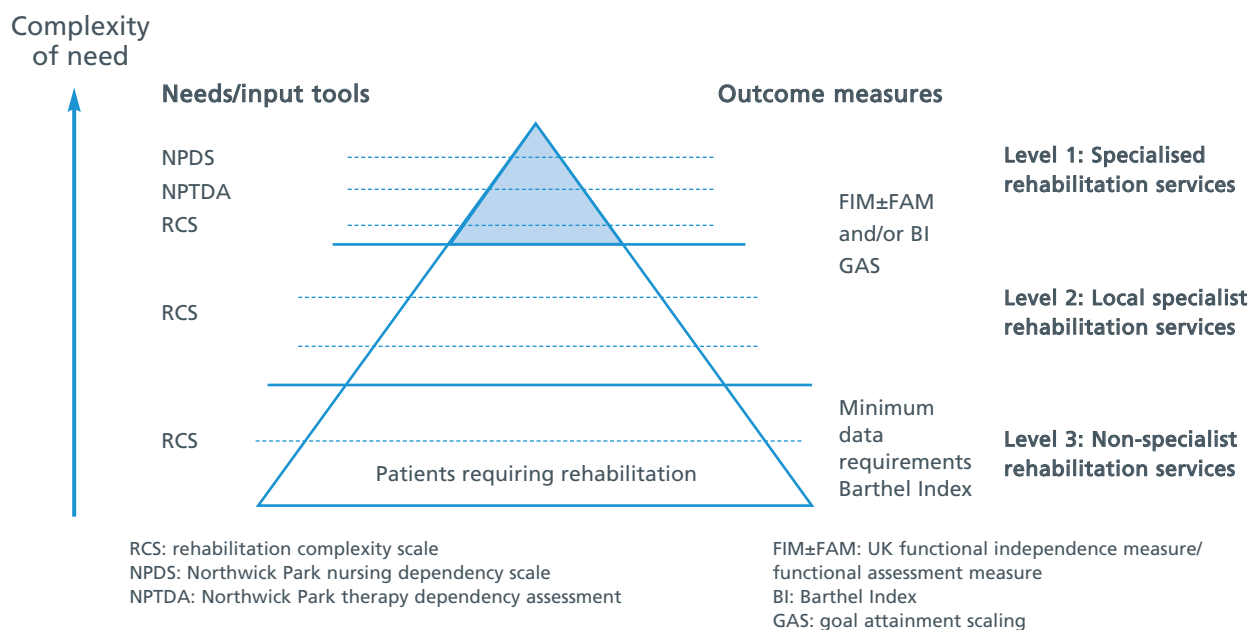 Complexity
of need
Needs/input tools
Outcome measures
NPDS
NPTDA
RCS
FIM±FAM
and/or BI
GAS
Level 1: Specialised
rehabilitation services
RCS
Level 2: Local specialist
rehabilitation services
RCS
Minimum
data
requirements
Barthel Index
Level 3: Non-specialist
rehabilitation services
Patients requiring rehabilitation
RCS: rehabilitation complexity scale
NPDS: Northwick Park nursing dependency scale
NPTDA: Northwick Park therapy dependency assessment
FIM±FAM: UK functional independence measure/
functional assessment measure
BI: Barthel Index
GAS: goal attainment scaling